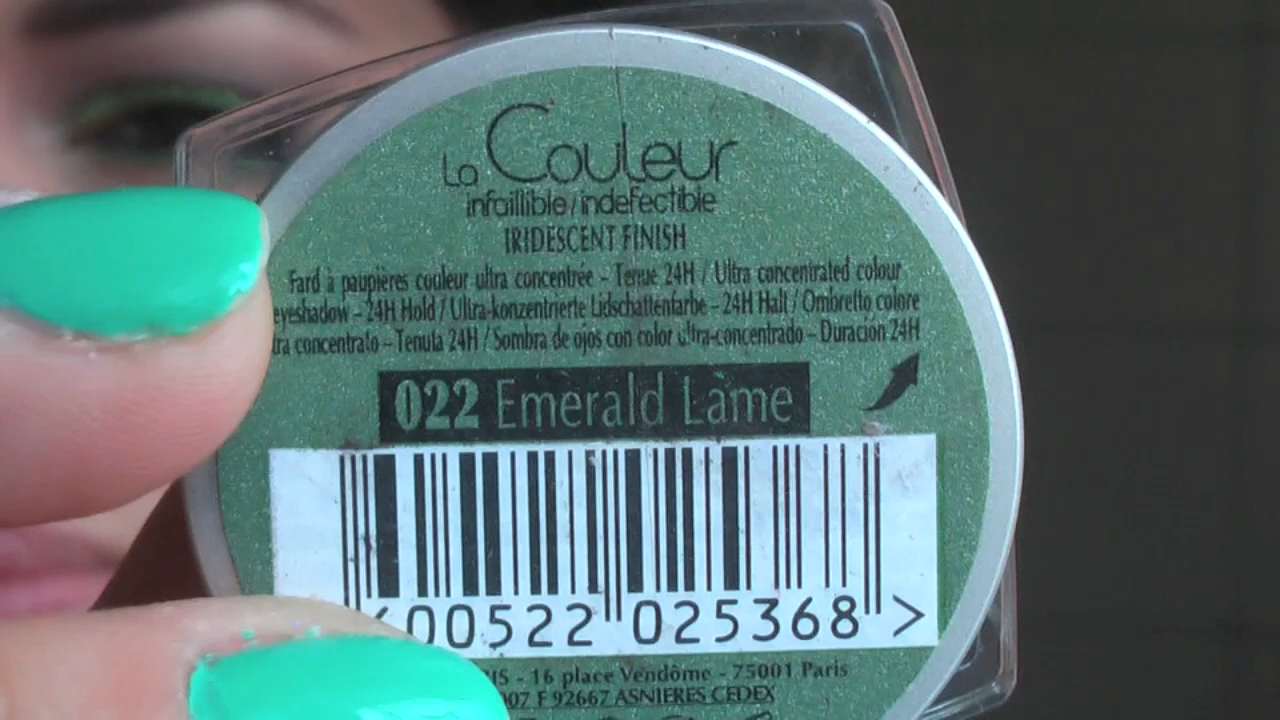 La Couleur
infaillible/indefectible
IRIDESCENT FINISH
Fard à paupières couleur ultra concentrée - Tenue 24H / Ultra concentrated colour
eyeshadow - 24H Hold / Ultra-konzentrierte Lidschattenfarbe - 24H Halt / Ombretto colore
concentrato - Tenuta 24H / Sombra de ojos con color ultra-concentrado - Duración 24H
022 Emerald Lame
600522 025368 >
- 16 place Vendôme - 75001 Paris
F 92667 ASNIERES CEDEX